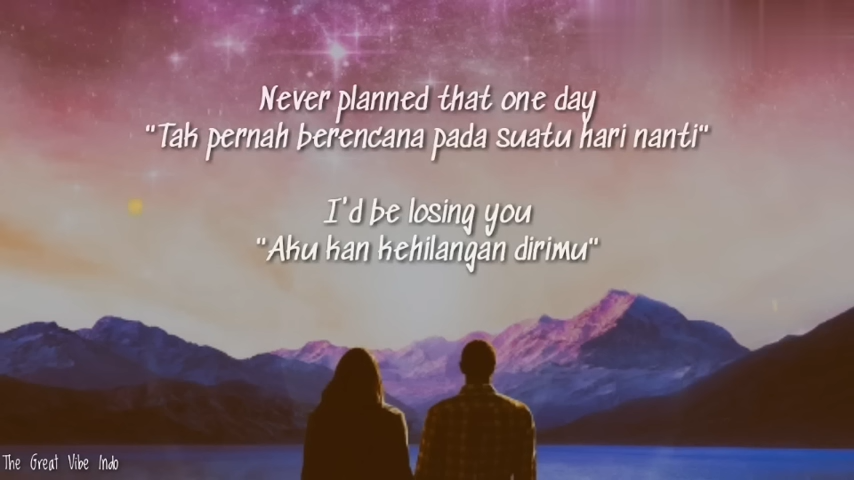 Never planned that one day
"Tak pernah berencana pada suatu hari nanti"
I'd be losing you
"Aku kan kehilangan dirimu"
The Great Vibe Indo